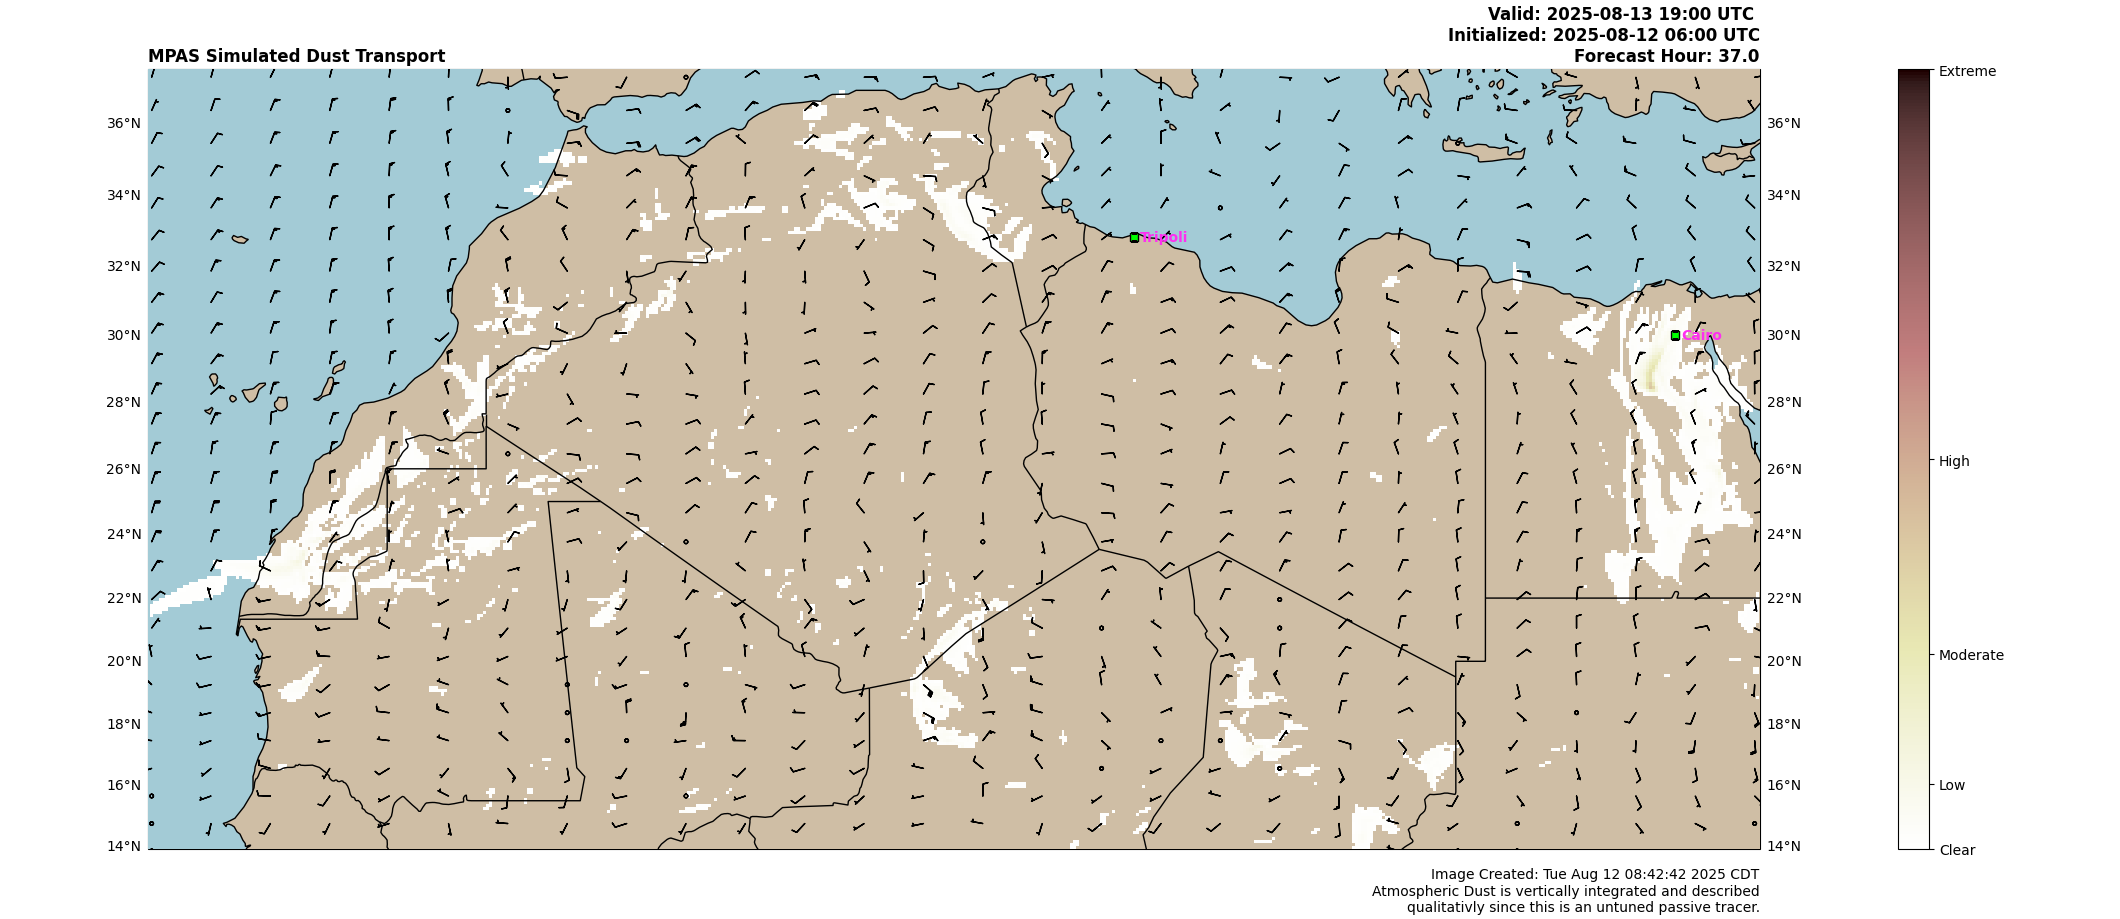 Valid: 2025-08-13 19:00 UTC
Initialized: 2025-08-12 06:00 UTC
MPAS Simulated Dust Transport
Forecast Hour: 37.0
Extreme
36°N
36°N
34°N
34°N
Tripoli
32°N
32°N
30°N
Cairo
30°N
28°N
28°N
26°N
26°N
High
24°N
24°N
22°N
22°N
20°N
20°N
Moderate
18°N
18°N
16°N
16°N
Low
14°N
14°N
Clear
Image Created: Tue Aug 12 08:42:42 2025 CDT
Atmospheric Dust is vertically integrated and described
qualitativly since this is an untuned passive tracer.